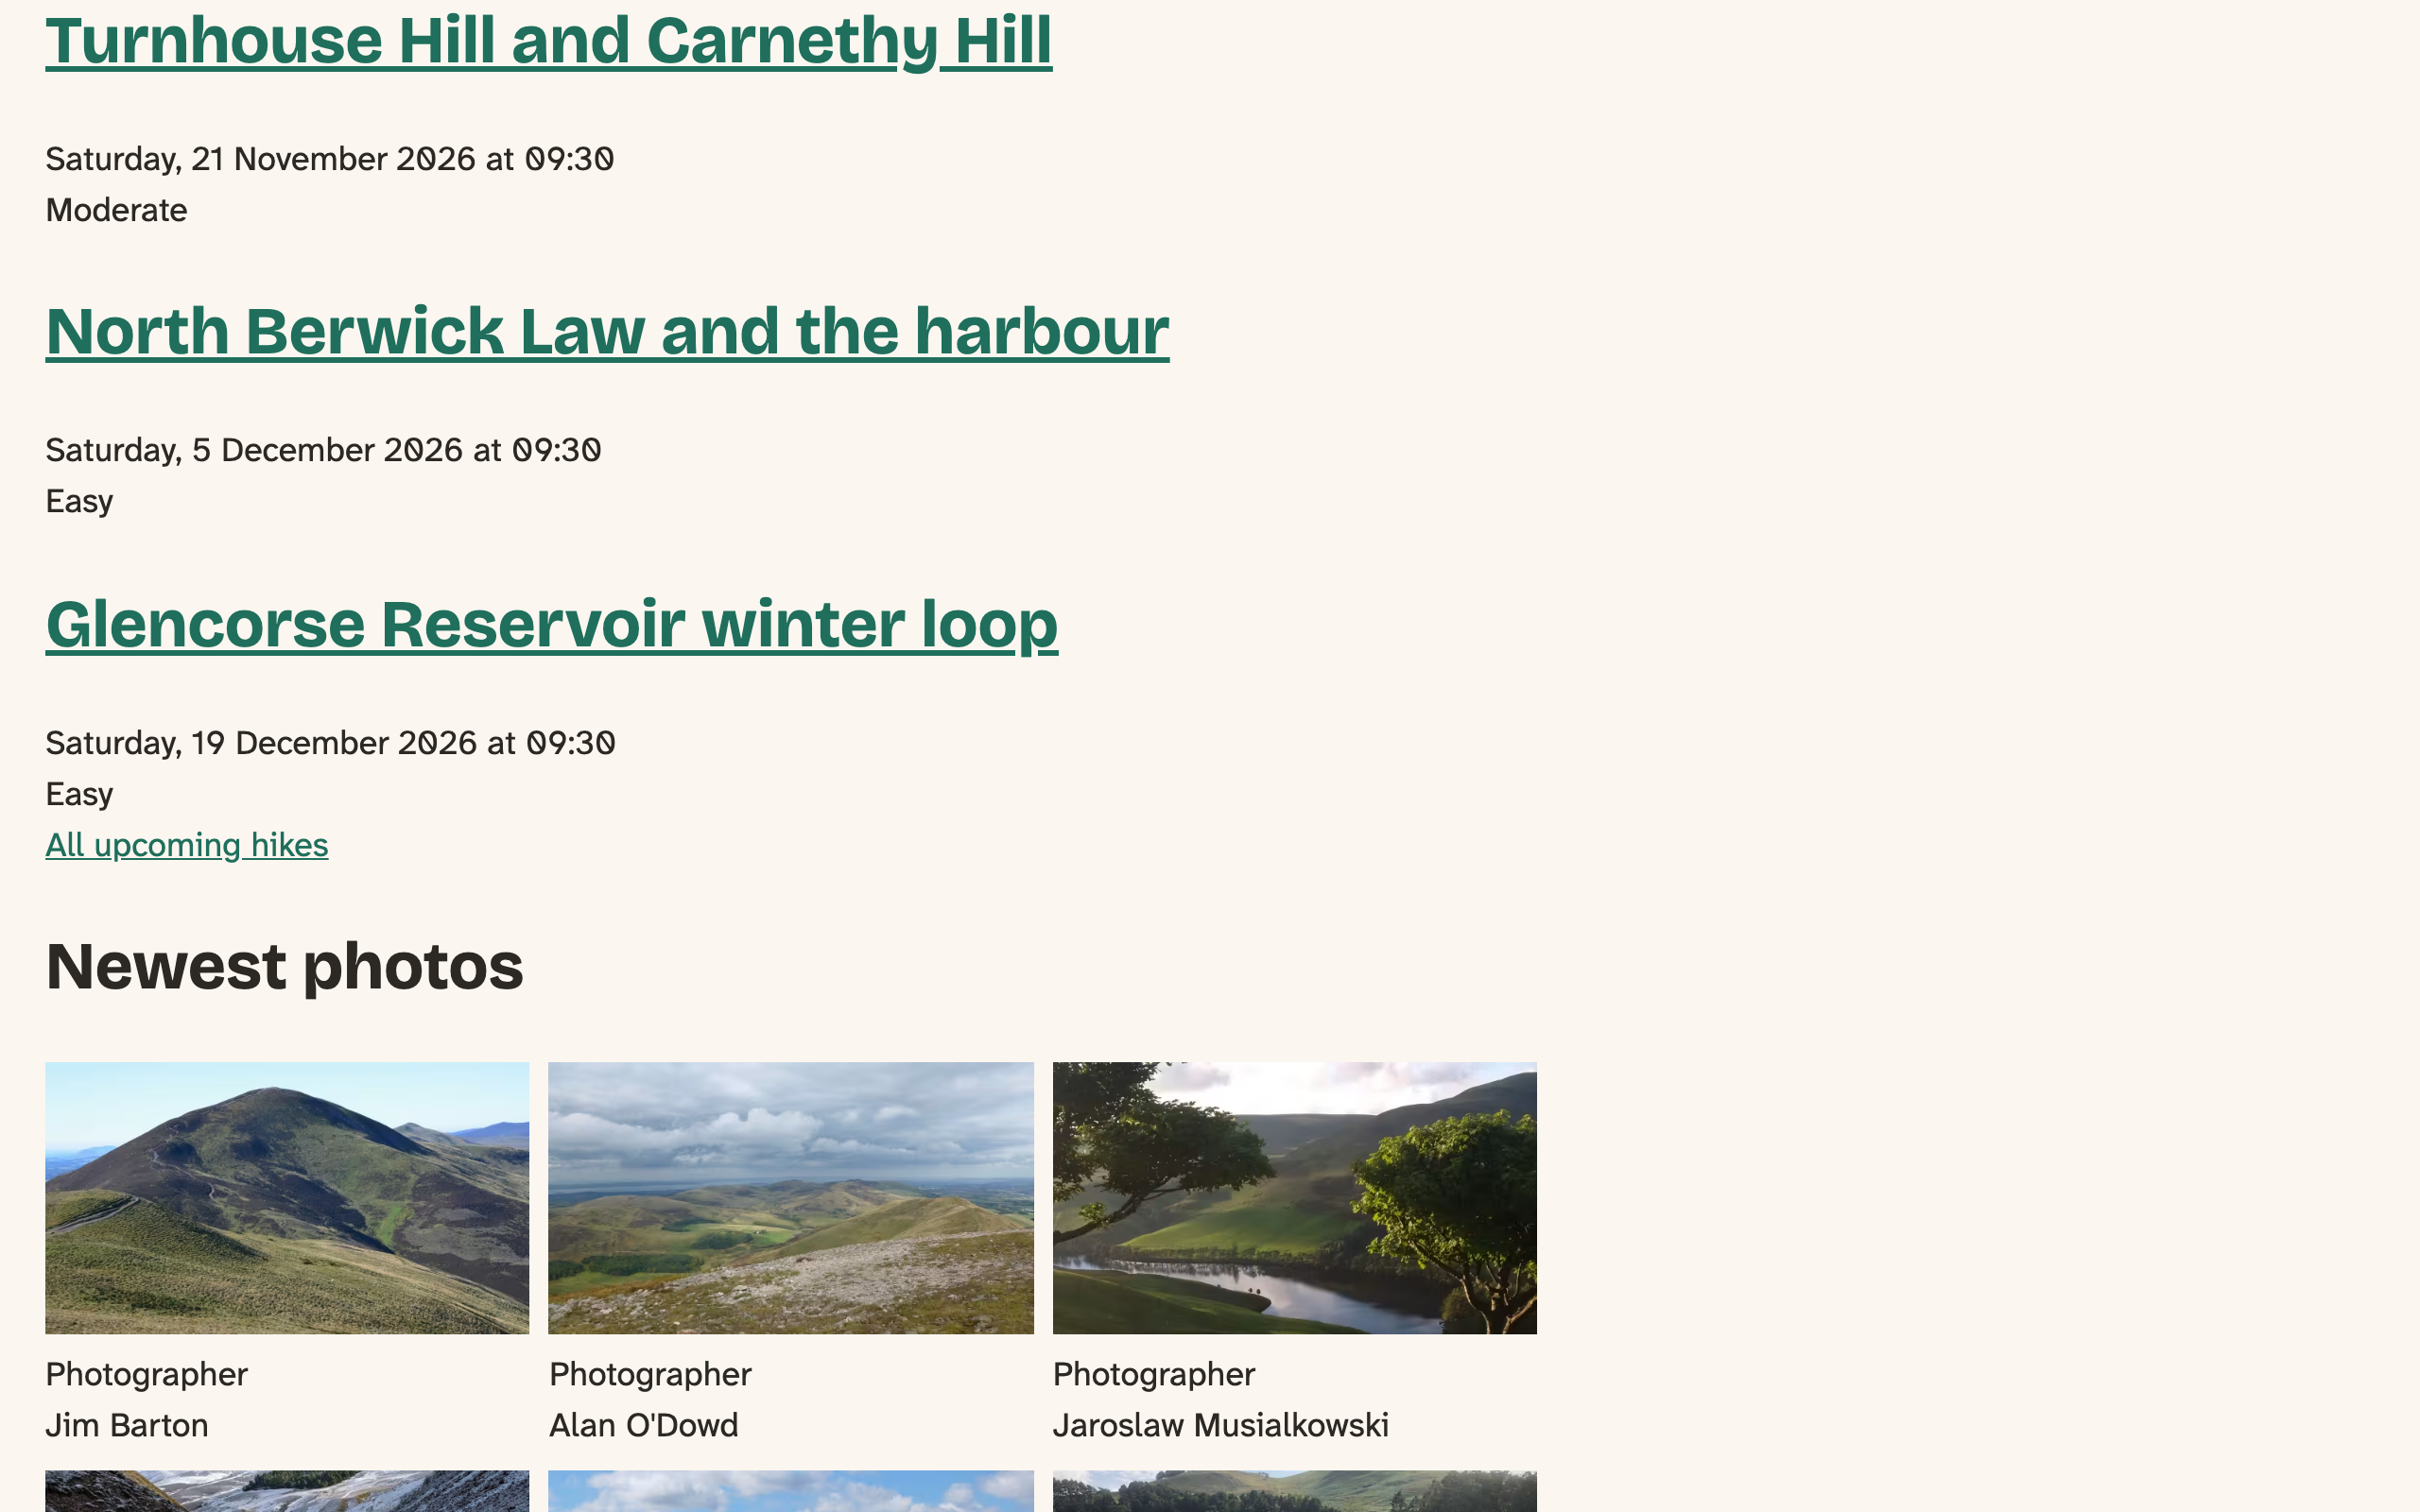 Turnhouse Hill and Carnethy Hill
Saturday, 21 November 2026 at 09:30
Moderate
North Berwick Law and the harbour
Saturday, 5 December 2026 at 09:30
Easy
Glencorse Reservoir winter loop
Saturday, 19 December 2026 at 09:30
Easy
All upcoming hikes
Newest photos
Photographer
Jim Barton
Photographer
Alan O'Dowd
Photographer
Jaroslaw Musialkowski